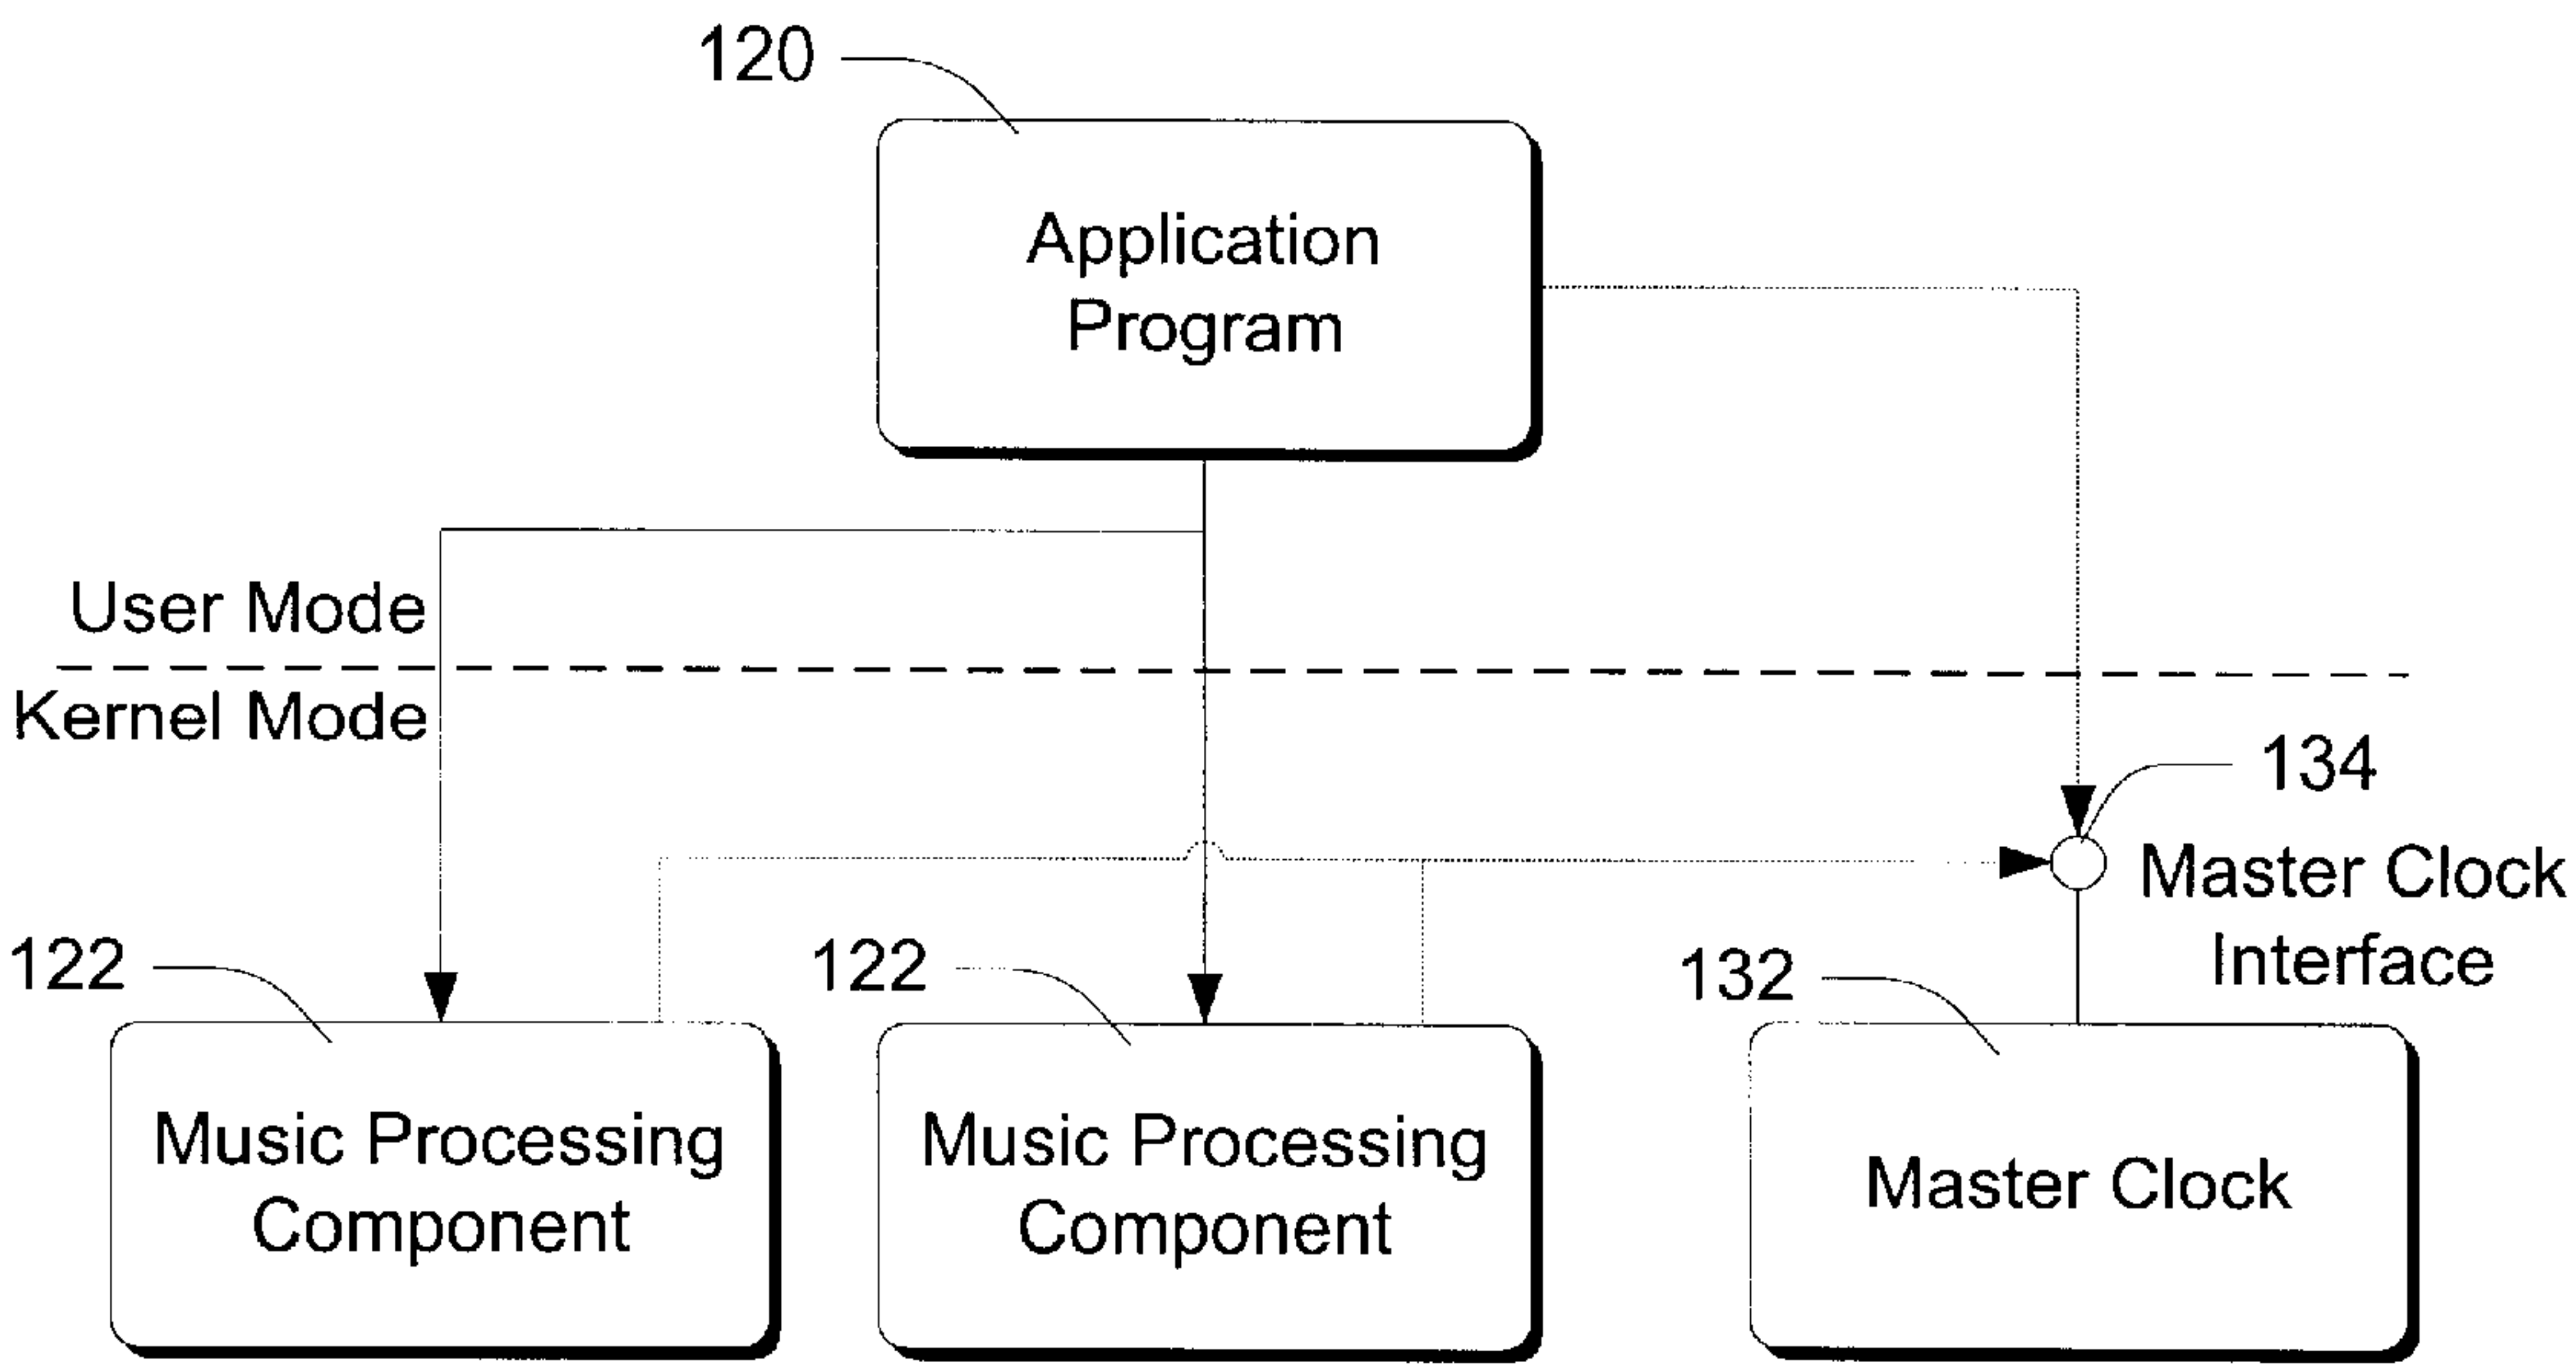 120
Application
Program
User Mode
Kernel Mode
134
Master Clock
Interface
122
122
132
Music Processing
Component
Music Processing
Component
Master Clock